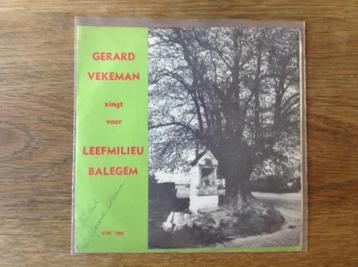 GERARD
VEKEMAN
zingt
voor
LEEFMILIEU
BALEGEM